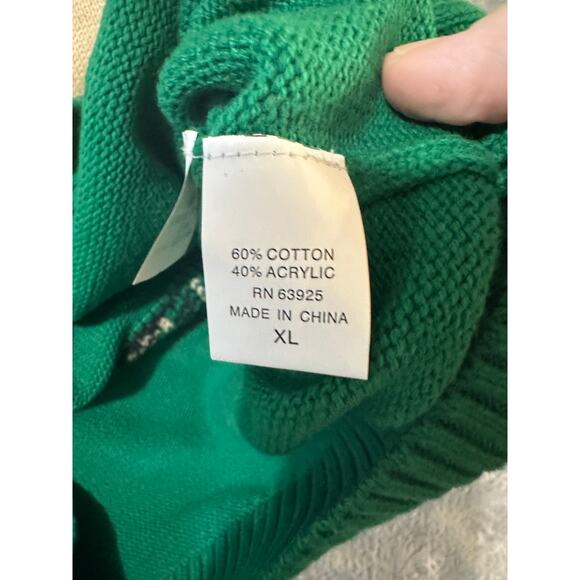 60% COTTON
40% ACRYLIC
RN 63925
MADE IN CHINA
XL